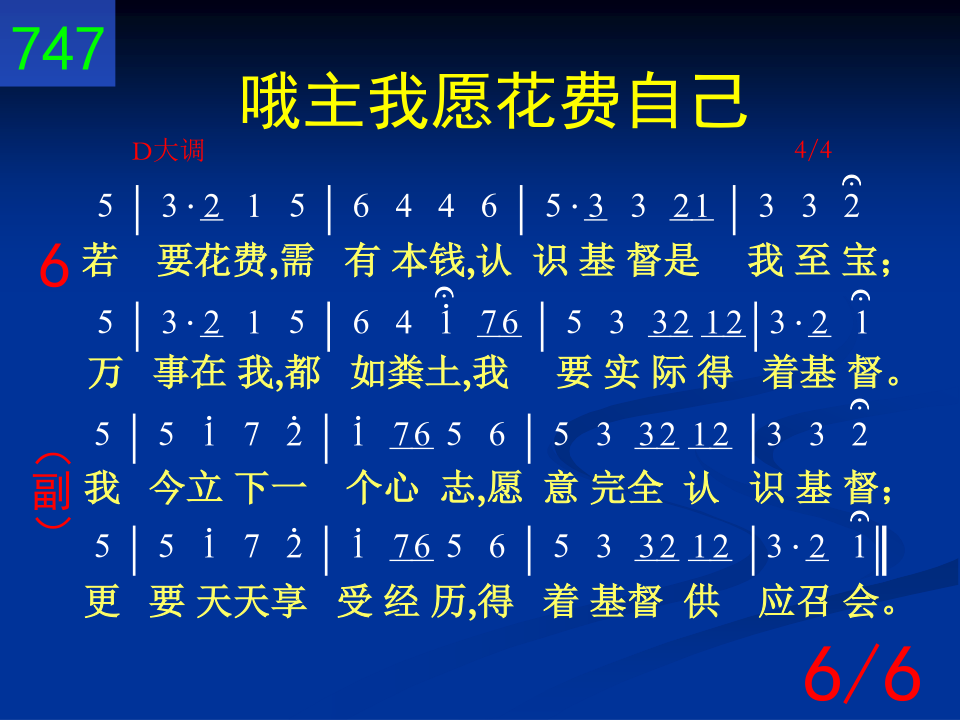 747
哦主我愿花费自己
D大调 4/4
5 | 3 · 2 1 5 | 6 4 4 6 | 5 · 3 3 21 | 3 3 2
6 若 要花费,需 有 本钱,认 识 基 督是 我 至 宝；
5 | 3 · 2 1 5 | 6 4 i 76 | 5 3 32 12 | 3 · 2 1
万 事在 我,都 如粪土,我 要 实 际 得 着基 督。
5 | 5 i 7 2̇ | i 76 5 6 | 5 3 32 12 | 3 3 2
（副） 我 今立 下一 个心 志,愿 意 完全 认 识 基 督；
5 | 5 i 7 2̇ | i 76 5 6 | 5 3 32 12 | 3 · 2 1 ‖
更 要 天天享 受 经 历,得 着 基督 供 应召 会。
6/6